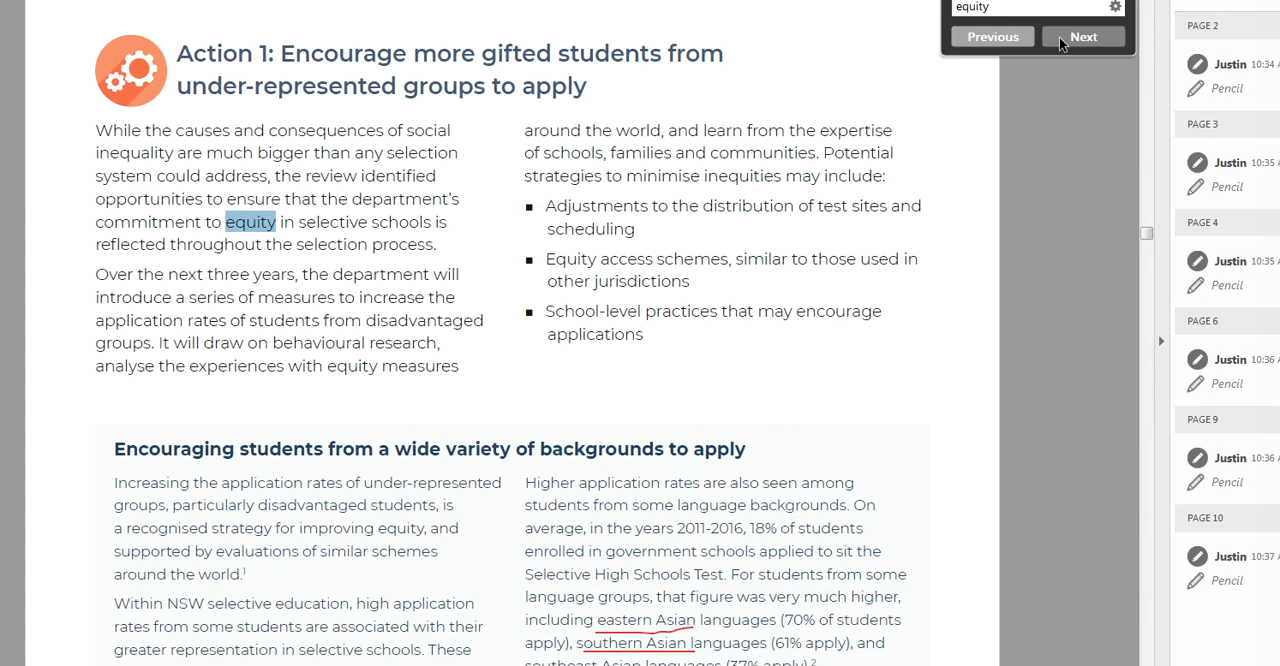 equity
Previous
Next
Action 1: Encourage more gifted students from
under-represented groups to apply
While the causes and consequences of social
inequality are much bigger than any selection
system could address, the review identified
opportunities to ensure that the department's
commitment to equity in selective schools is
reflected throughout the selection process.
Over the next three years, the department will
introduce a series of measures to increase the
application rates of students from disadvantaged
groups. It will draw on behavioural research,
analyse the experiences with equity measures
around the world, and learn from the expertise
of schools, families and communities. Potential
strategies to minimise inequities may include:
■ Adjustments to the distribution of test sites and
scheduling
■ Equity access schemes, similar to those used in
other jurisdictions
■ School-level practices that may encourage
applications
Encouraging students from a wide variety of backgrounds to apply
Increasing the application rates of under-represented
groups, particularly disadvantaged students, is
a recognised strategy for improving equity, and
supported by evaluations of similar schemes
around the world.1
Within NSW selective education, high application
rates from some students are associated with their
greater representation in selective schools. These
Higher application rates are also seen among
students from some language backgrounds. On
average, in the years 2011-2016, 18% of students
enrolled in government schools applied to sit the
Selective High Schools Test. For students from some
language groups, that figure was very much higher,
including eastern Asian languages (70% of students
apply), southern Asian languages (61% apply), and
southeast Asian languages (37% apply).2
PAGE 2
Justin 10:34 A
Pencil
PAGE 3
Justin 10:35 A
Pencil
PAGE 4
Justin 10:35 A
Pencil
PAGE 6
Justin 10:36 A
Pencil
PAGE 9
Justin 10:36 A
Pencil
PAGE 10
Justin 10:37 A
Pencil